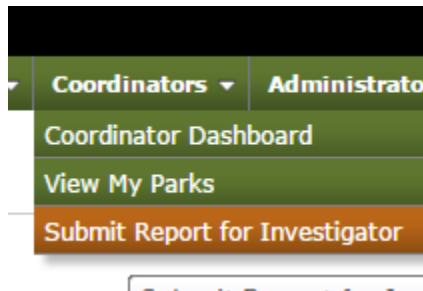 Coordinators Administrato
Coordinator Dashboard
View My Parks
Submit Report for Investigator